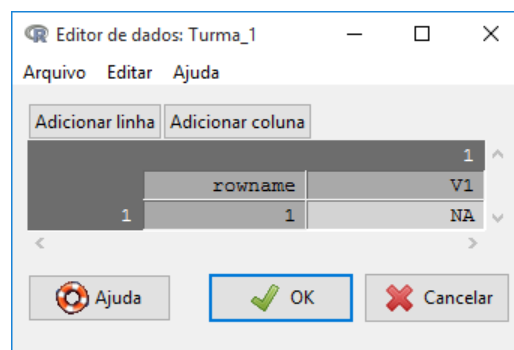 Editor de dados: Turma_1
Arquivo Editar Ajuda
Adicionar linha Adicionar coluna
1
rowname V1
1 1 NA
Ajuda OK Cancelar